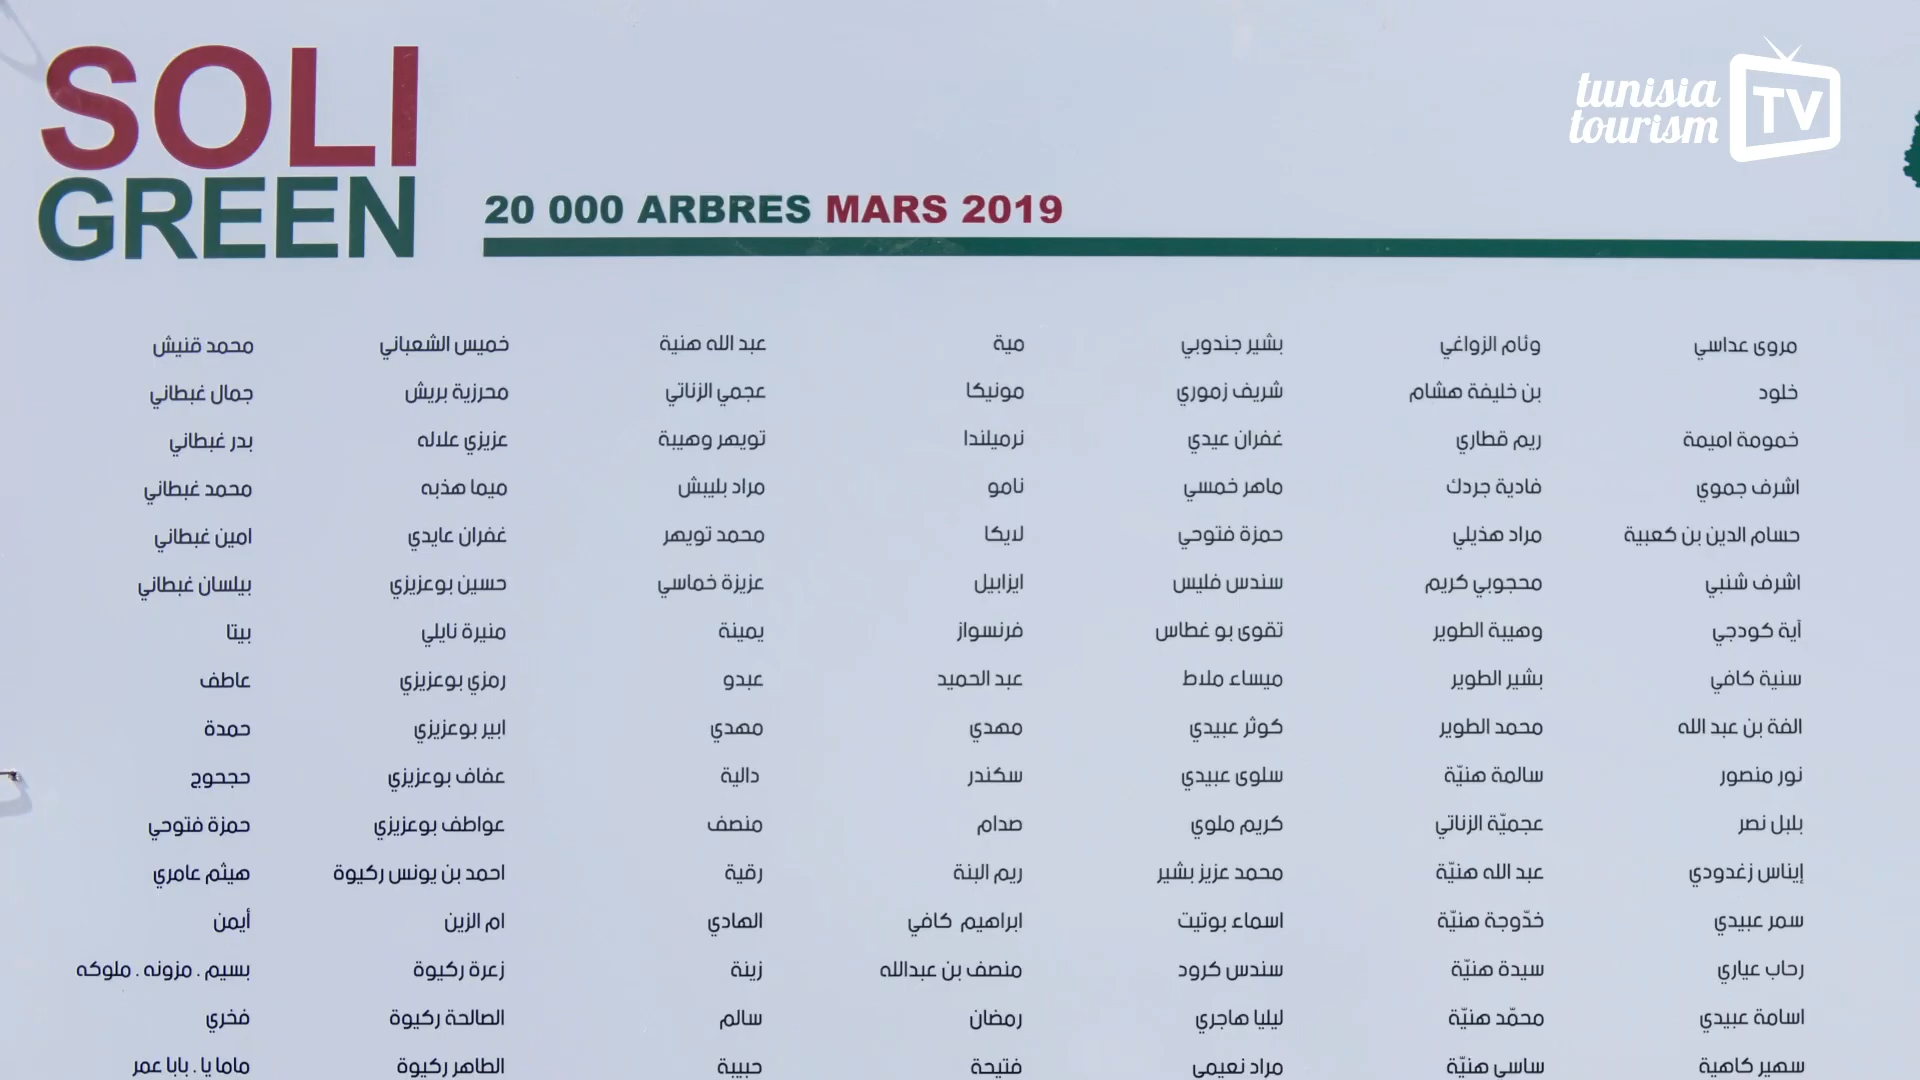 SOLI
GREEN
20 000 ARBRES MARS 2019
tunisia
tourism
TV
مروى عداسي
خلود
خمومة اميمة
اشرف جموي
حسام الدين بن كعبية
اشرف شنبي
آية كودجي
سنية كافي
الفة بن عبد الله
نور منصور
بلبل نصر
إيناس زغدودي
سمر عبيدي
رحاب عياري
اسامة عبيدي
سهير كاهية
وئام الزواغي
بن خليفة هشام
ريم قطاري
فادية جردك
مراد هذيلي
محجوبي كريم
وهيبة الطوير
بشير الطوير
محمد الطوير
سالمة هنيّة
عجميّة الزناتي
عبد الله هنيّة
خدّوجة هنيّة
سيدة هنيّة
محمّد هنيّة
ساسي هنيّة
بشير جندوبي
شريف زموري
غفران عيدي
ماهر خمسي
حمزة فتوحي
سندس فليس
تقوى بو غطاس
ميساء ملاط
كوثر عبيدي
سلوى عبيدي
كريم ملوي
محمد عزيز بشير
اسماء بوتيت
سندس كرود
ليليا هاجري
مراد نعيمي
مية
مونيكا
نرميلندا
نامو
لايكا
ايزابيل
فرنسواز
عبد الحميد
مهدي
سكندر
صدام
ريم البنة
ابراهيم كافي
منصف بن عبدالله
رمضان
فتيحة
عبد الله هنية
عجمي الزناتي
تويهر وهيبة
مراد بليبش
محمد تويهر
عزيزة خماسي
يمينة
عبدو
مهدي
دالية
منصف
رقية
الهادي
زينة
سالم
حبيبة
خميس الشعباني
محرزية بريش
عزيزي علاله
ميما هذبه
غفران عايدي
حسين بوعزيزي
منيرة نايلي
رمزي بوعزيزي
ابير بوعزيزي
عفاف بوعزيزي
عواطف بوعزيزي
احمد بن يونس ركيوة
ام الزين
زعرة ركيوة
الصالحة ركيوة
الطاهر ركيوة
محمد قنيش
جمال غبطاني
بدر غبطاني
محمد غبطاني
امين غبطاني
بيلسان غبطاني
بيتا
عاطف
حمدة
حججوج
حمزة فتوحي
هيثم عامري
أيمن
بسيم . مزونه . ملوكه
فخري
ماما يا . بابا عمر